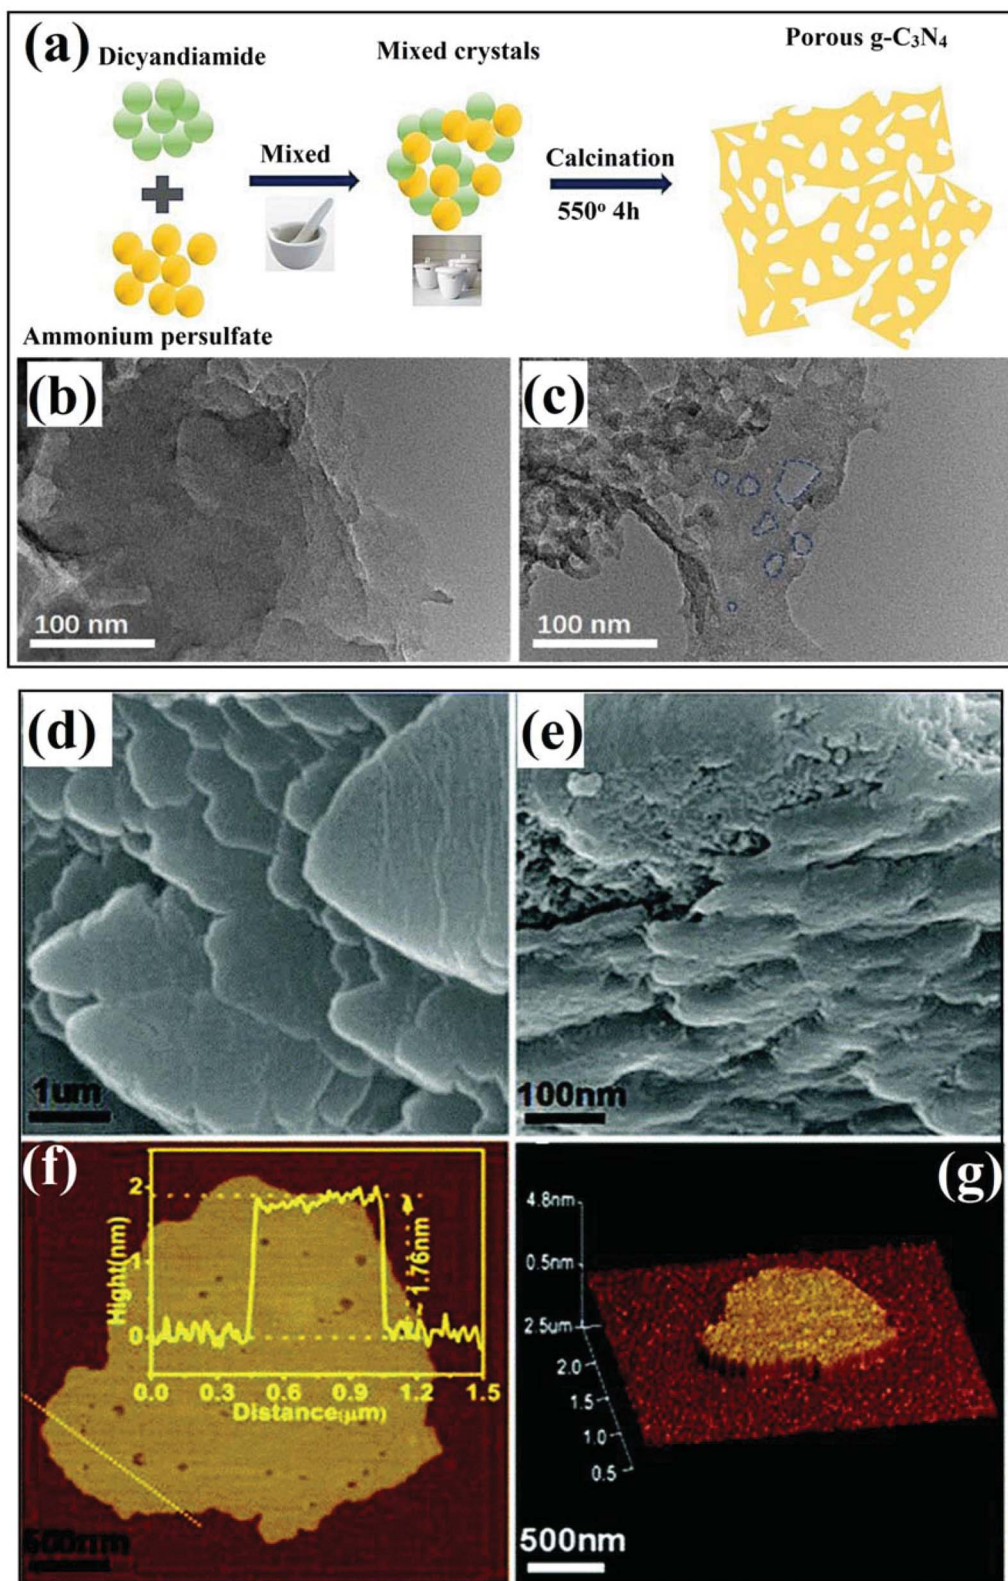 (a)
Dicyandiamide
Mixed crystals
Porous g-C₃N₄
Mixed
Calcination
550º 4h
Ammonium persulfate
(b)
100 nm
(c)
100 nm
(d)
1um
(e)
100nm
(f)
Hight(nm)
2
1
0
~ 1.76nm
0.0 0.3 0.6 0.9 1.2 1.5
Distance(μm)
500nm
(g)
4.8nm
0.5nm
2.5um
2.0
1.5
1.0
0.5
500nm